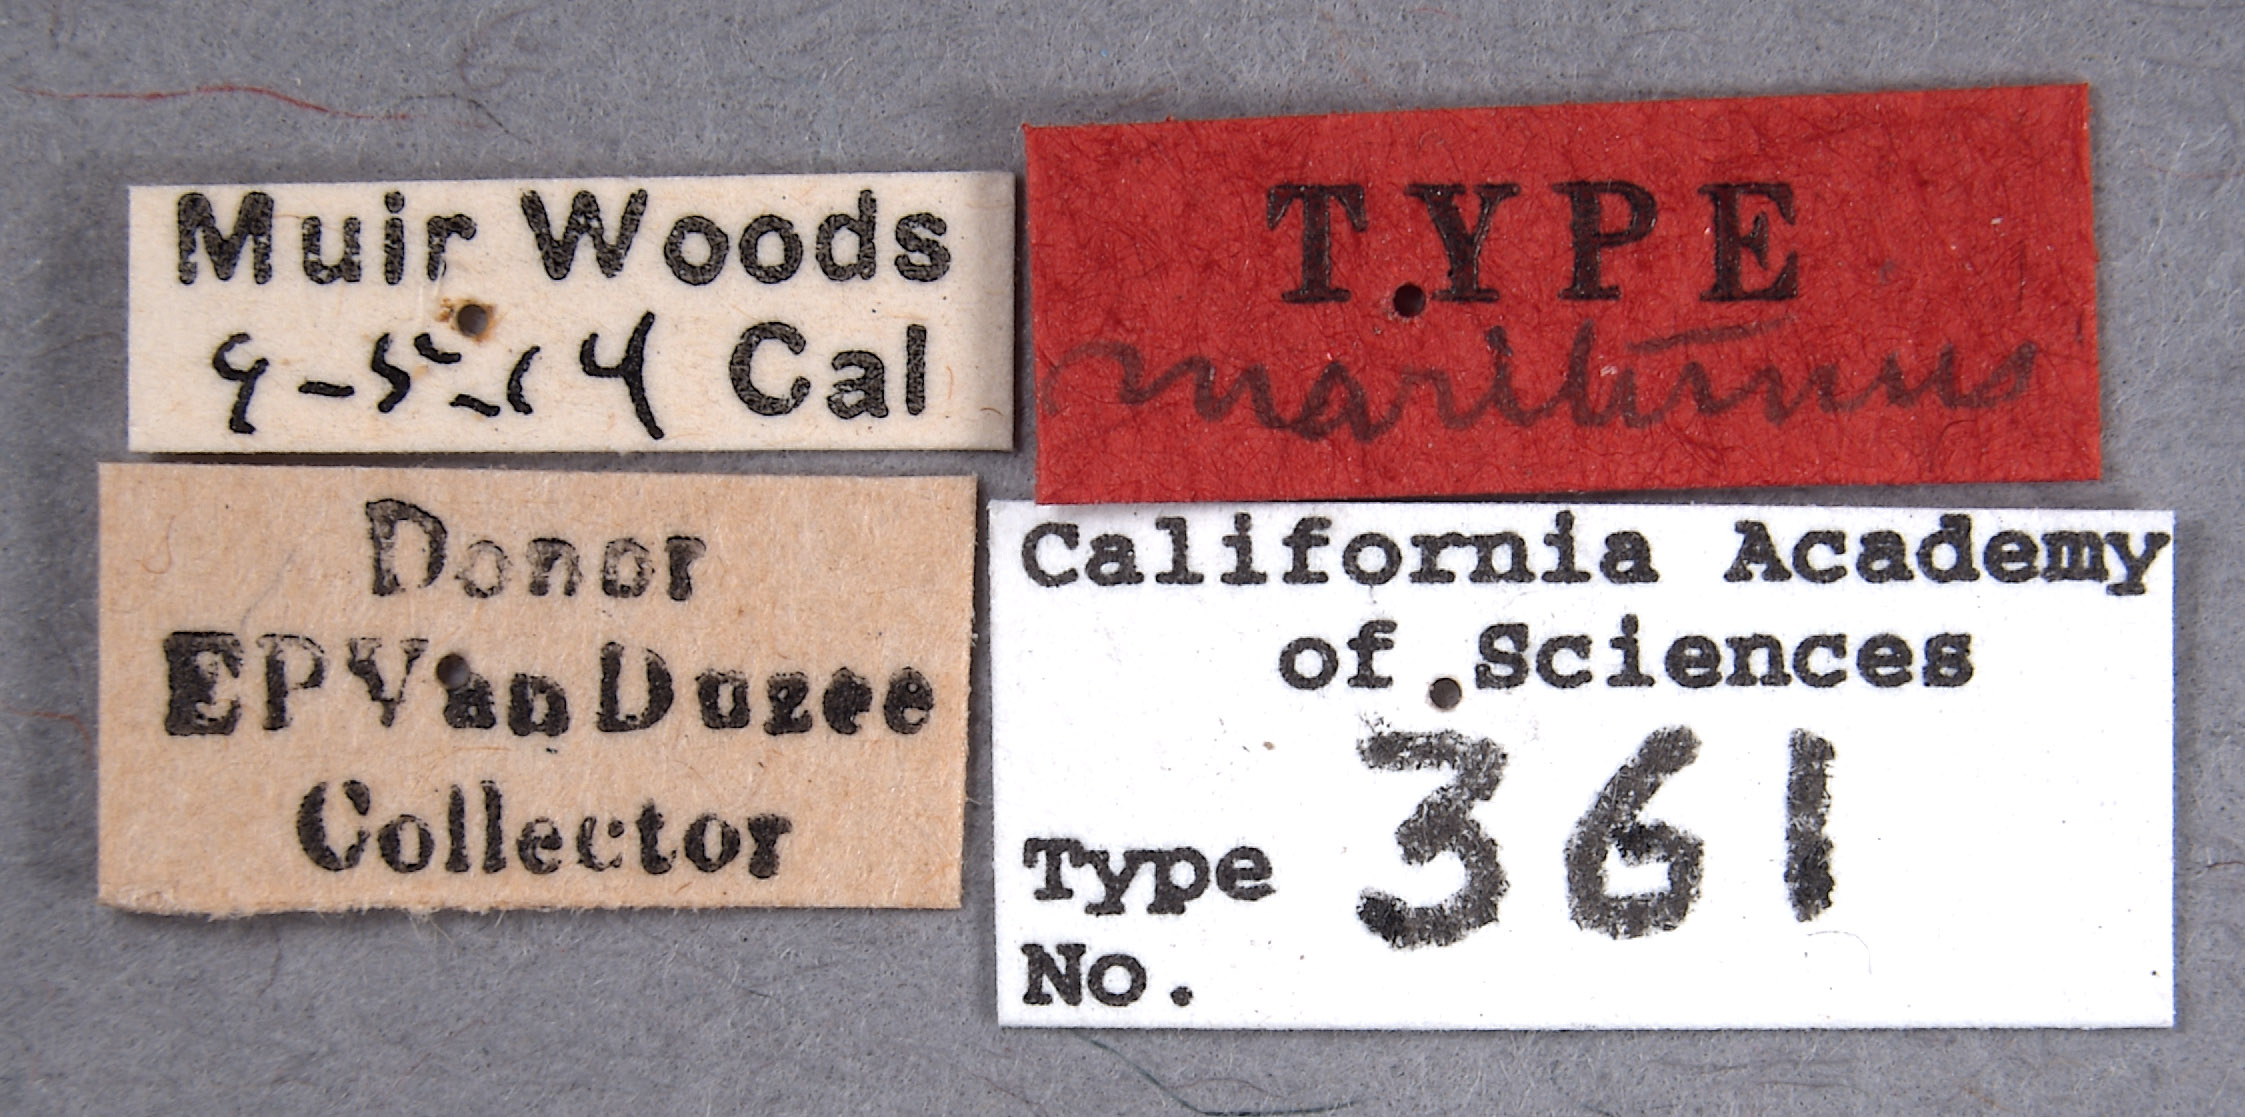 Muir Woods
9-5-14 Cal
TYPE
maritimus
Donor
EPVanDuzee
Collector
California Academy
of Sciences
Type 361
No.